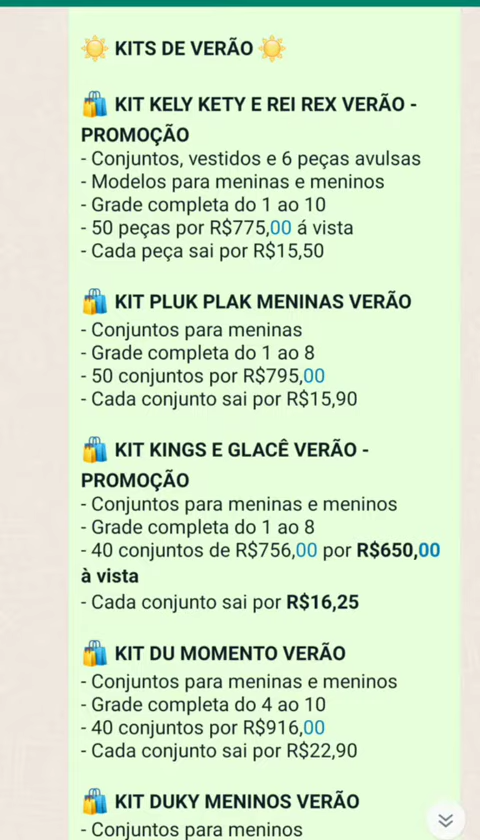 ☀️ KITS DE VERÃO ☀️
🛍️ KIT KELY KETY E REI REX VERÃO -
PROMOÇÃO
- Conjuntos, vestidos e 6 peças avulsas
- Modelos para meninas e meninos
- Grade completa do 1 ao 10
- 50 peças por R$775,00 á vista
- Cada peça sai por R$15,50
🛍️ KIT PLUK PLAK MENINAS VERÃO
- Conjuntos para meninas
- Grade completa do 1 ao 8
- 50 conjuntos por R$795,00
- Cada conjunto sai por R$15,90
🛍️ KIT KINGS E GLACÊ VERÃO -
PROMOÇÃO
- Conjuntos para meninas e meninos
- Grade completa do 1 ao 8
- 40 conjuntos de R$756,00 por R$650,00
à vista
- Cada conjunto sai por R$16,25
🛍️ KIT DU MOMENTO VERÃO
- Conjuntos para meninas e meninos
- Grade completa do 4 ao 10
- 40 conjuntos por R$916,00
- Cada conjunto sai por R$22,90
🛍️ KIT DUKY MENINOS VERÃO
- Conjuntos para meninos